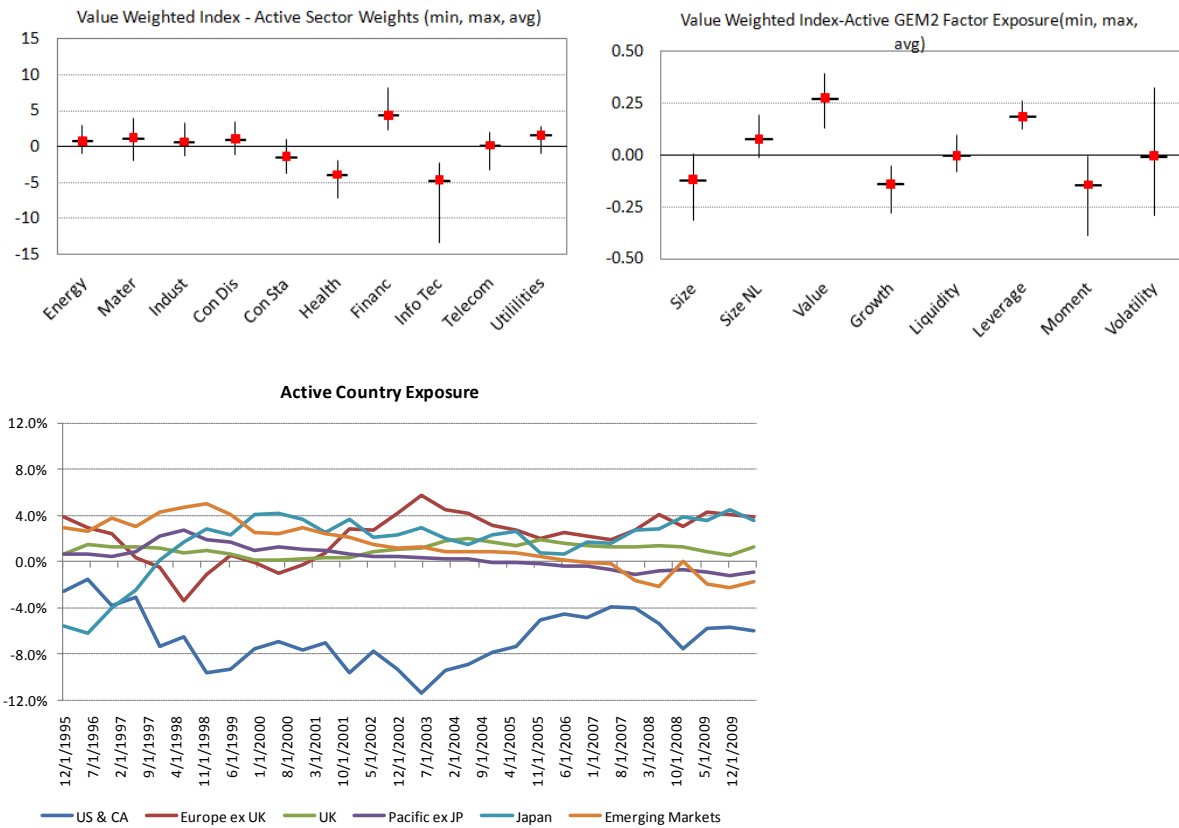 Value Weighted Index - Active Sector Weights (min, max, avg)
15
10
5
0
-5
-10
-15
Energy
Mater
Indust
Con Dis
Con Sta
Health
Financ
Info Tec
Telecom
Utililities
Value Weighted Index-Active GEM2 Factor Exposure(min, max,
avg)
0.50
0.25
0.00
-0.25
-0.50
Size
Size NL
Value
Growth
Liquidity
Leverage
Moment
Volatility
Active Country Exposure
12.0%
8.0%
4.0%
0.0%
-4.0%
-8.0%
-12.0%
12/1/1995
7/1/1996
2/1/1997
9/1/1997
4/1/1998
11/1/1998
6/1/1999
1/1/2000
8/1/2000
3/1/2001
10/1/2001
5/1/2002
12/1/2002
7/1/2003
2/1/2004
9/1/2004
4/1/2005
11/1/2005
6/1/2006
1/1/2007
8/1/2007
3/1/2008
10/1/2008
5/1/2009
12/1/2009
US & CA
Europe ex UK
UK
Pacific ex JP
Japan
Emerging Markets